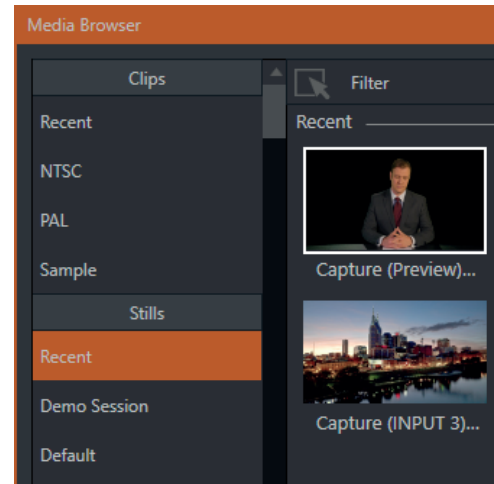 Media Browser
Clips
Recent
NTSC
PAL
Sample
Stills
Recent
Demo Session
Default
Filter
Recent
Capture (Preview)...
Capture (INPUT 3)...